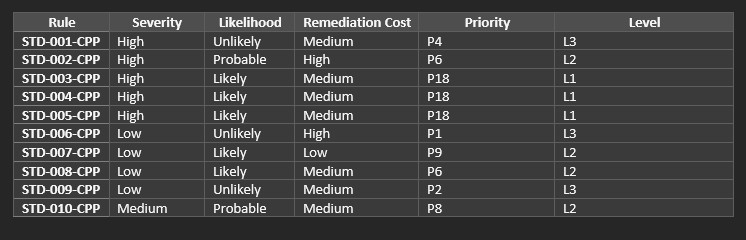 Rule Severity Likelihood Remediation Cost Priority Level
STD-001-CPP High Unlikely Medium P4 L3
STD-002-CPP High Probable High P6 L2
STD-003-CPP High Likely Medium P18 L1
STD-004-CPP High Likely Medium P18 L1
STD-005-CPP High Likely Medium P18 L1
STD-006-CPP Low Unlikely High P1 L3
STD-007-CPP Low Likely Low P9 L2
STD-008-CPP Low Likely Medium P6 L2
STD-009-CPP Low Unlikely Medium P2 L3
STD-010-CPP Medium Probable Medium P8 L2